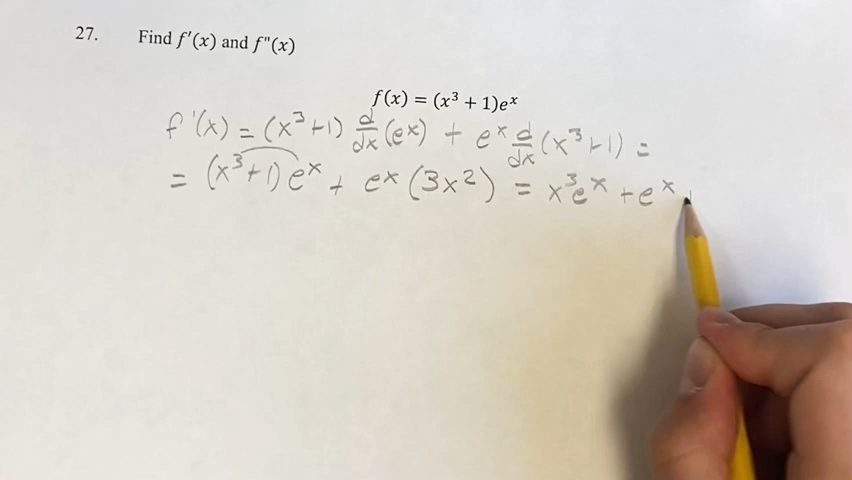 27. Find f'(x) and f"(x)
f(x) = (x³ + 1)eˣ
f'(x) = (x³+1) d/dx (eˣ) + eˣ d/dx (x³+1) =
= (x³+1)eˣ + eˣ(3x²) = x³eˣ + eˣ